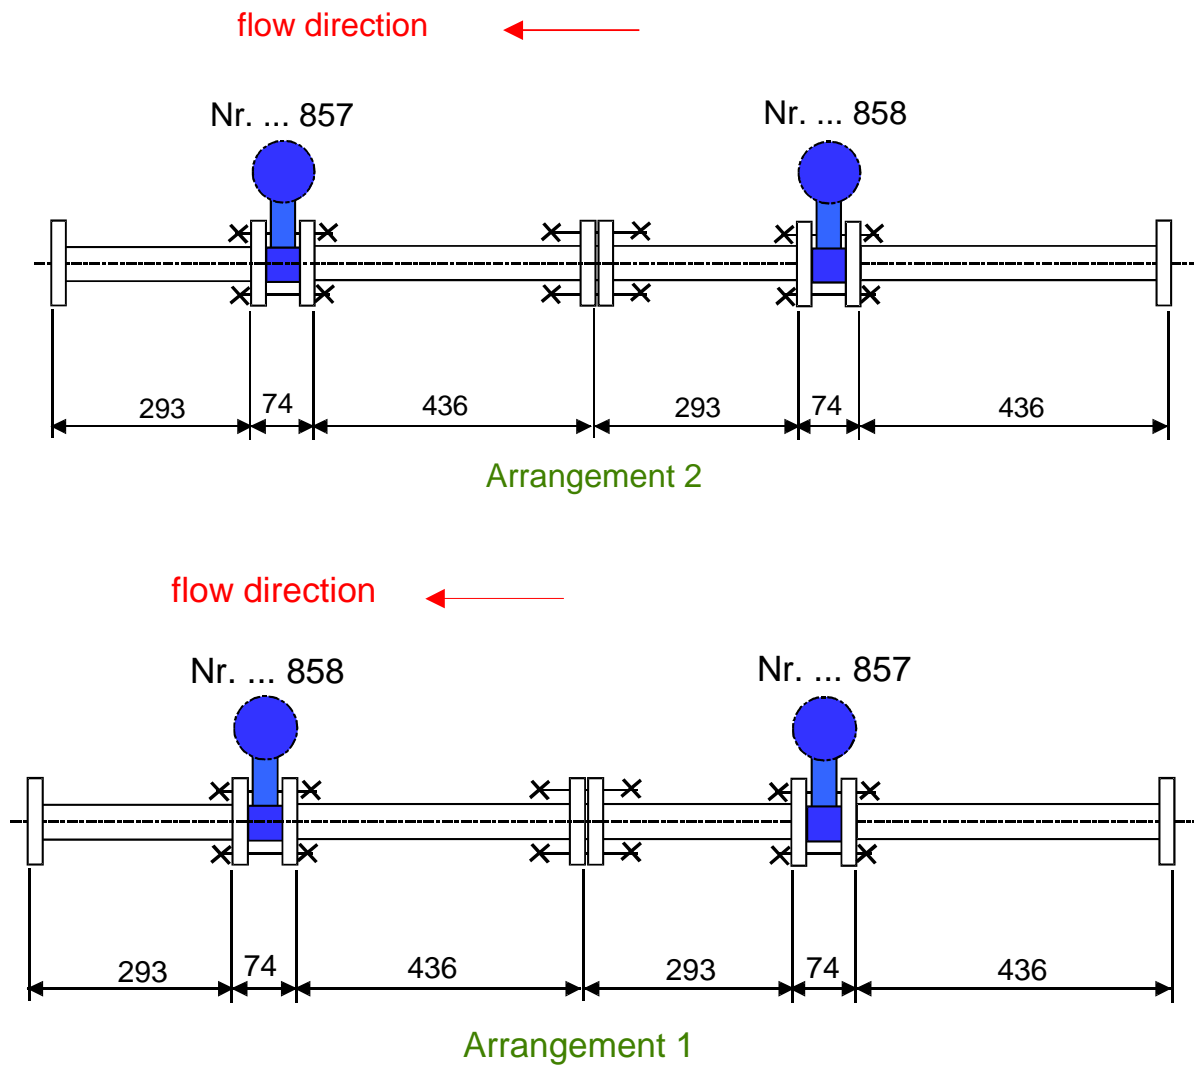 flow direction
Nr. ... 857
Nr. ... 858
293
74
436
293
74
436
Arrangement 2
flow direction
Nr. ... 858
Nr. ... 857
293
74
436
293
74
436
Arrangement 1